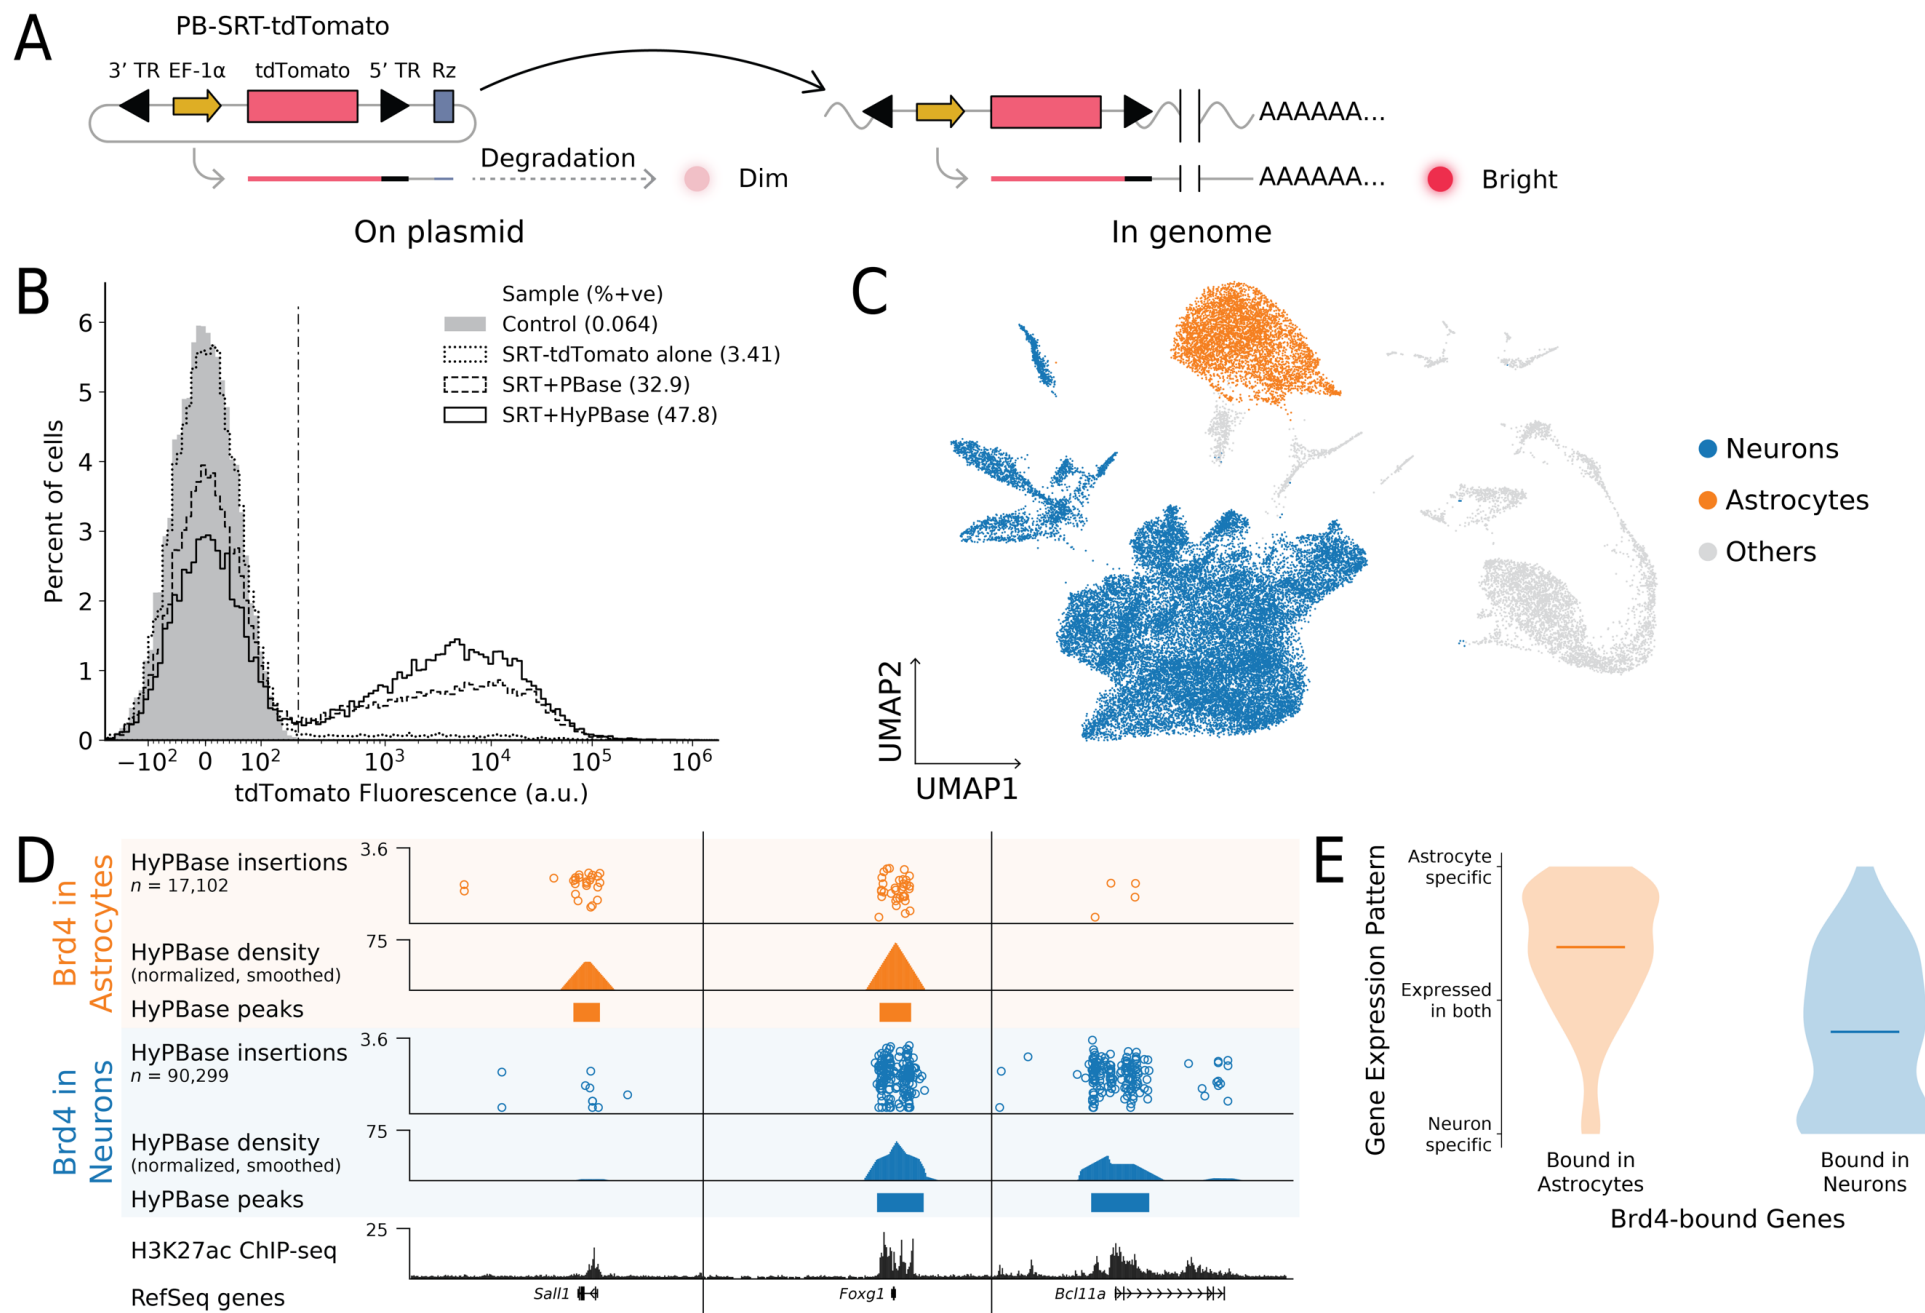 A
PB-SRT-tdTomato
3’ TR EF-1α tdTomato 5’ TR Rz
AAAAAA...
Degradation
Dim
AAAAAA...
Bright
On plasmid
In genome
B
Sample (%+ve)
Control (0.064)
SRT-tdTomato alone (3.41)
SRT+PBase (32.9)
SRT+HyPBase (47.8)
Percent of cells
6
5
4
3
2
1
0
−10² 0 10² 10³ 10⁴ 10⁵ 10⁶
tdTomato Fluorescence (a.u.)
C
Neurons
Astrocytes
Others
UMAP2
UMAP1
D
Brd4 in
Astrocytes
HyPBase insertions
n = 17,102
3.6
HyPBase density
(normalized, smoothed)
75
HyPBase peaks
Brd4 in
Neurons
HyPBase insertions
n = 90,299
3.6
HyPBase density
(normalized, smoothed)
75
HyPBase peaks
H3K27ac ChIP-seq
25
RefSeq genes
Sall1
Foxg1
Bcl11a
E
Gene Expression Pattern
Astrocyte
specific
Expressed
in both
Neuron
specific
Bound in
Astrocytes
Bound in
Neurons
Brd4-bound Genes